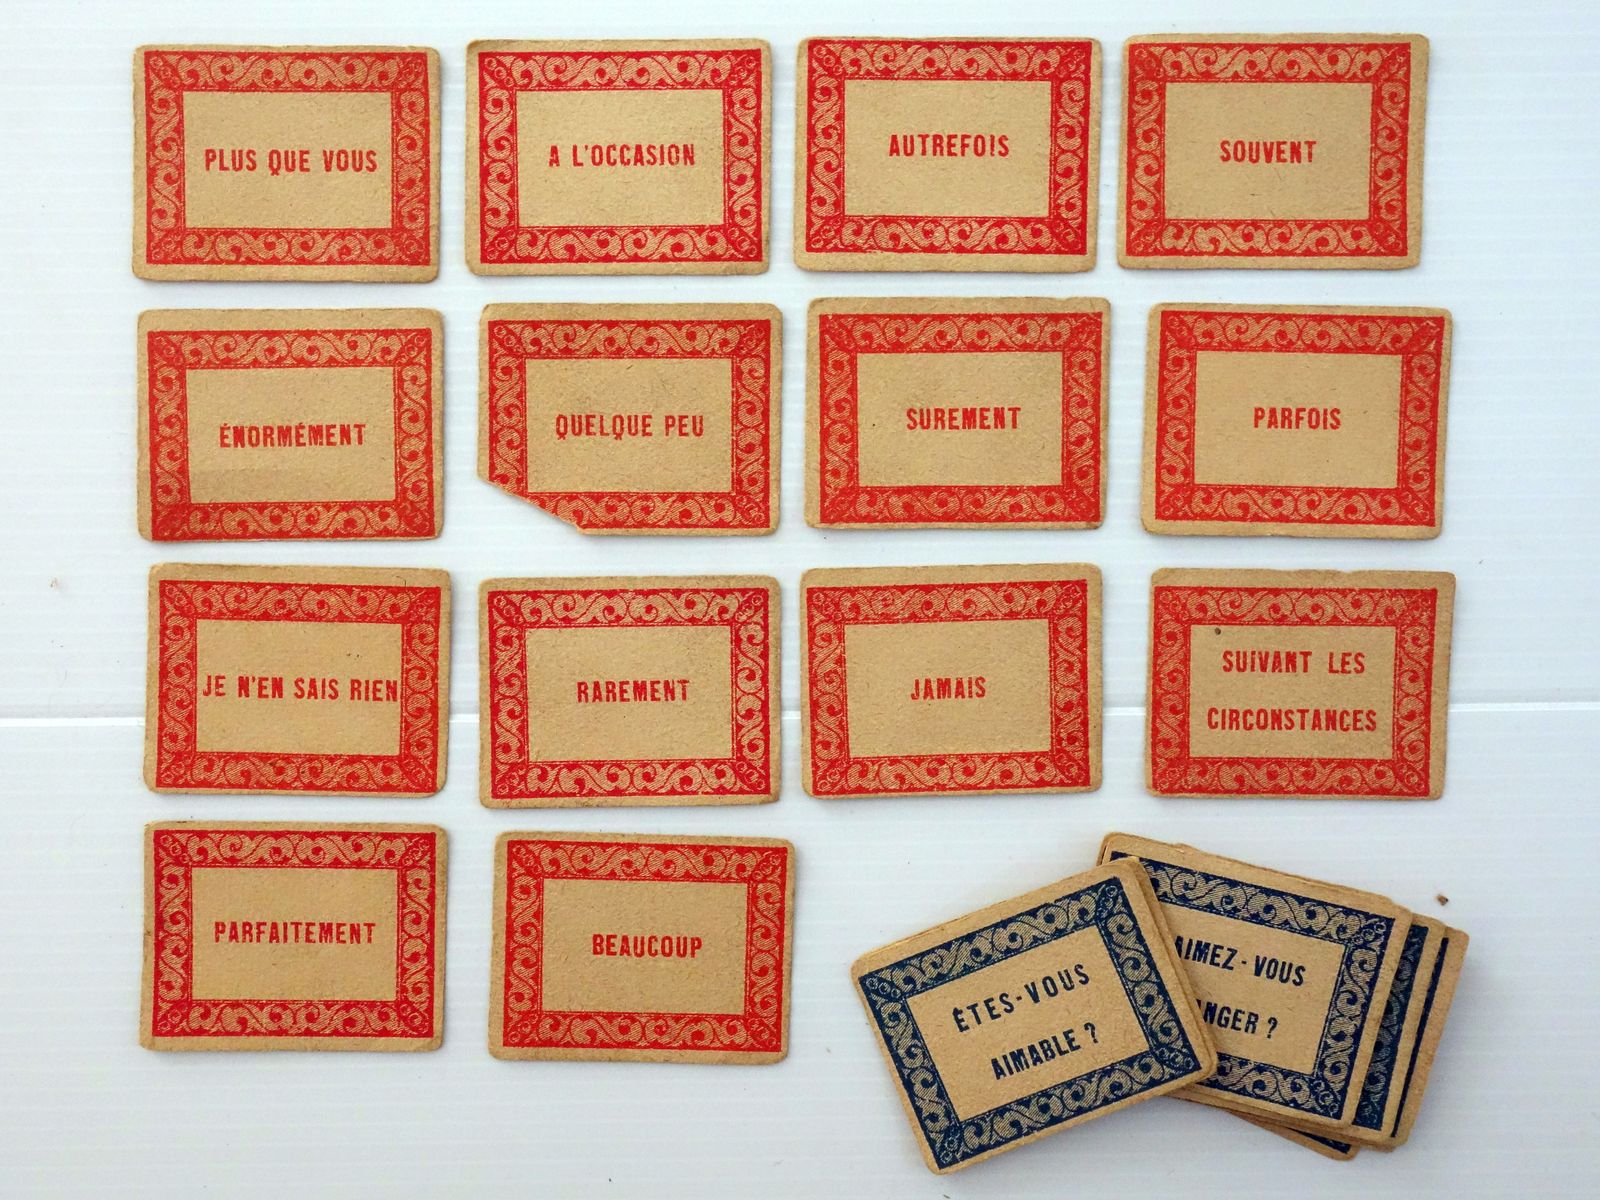 PLUS QUE VOUS
A L'OCCASION
AUTREFOIS
SOUVENT
ÉNORMÉMENT
QUELQUE PEU
SUREMENT
PARFOIS
JE N'EN SAIS RIEN
RAREMENT
JAMAIS
SUIVANT LES
CIRCONSTANCES
PARFAITEMENT
BEAUCOUP
ÊTES-VOUS
AIMABLE ?
AIMEZ-VOUS